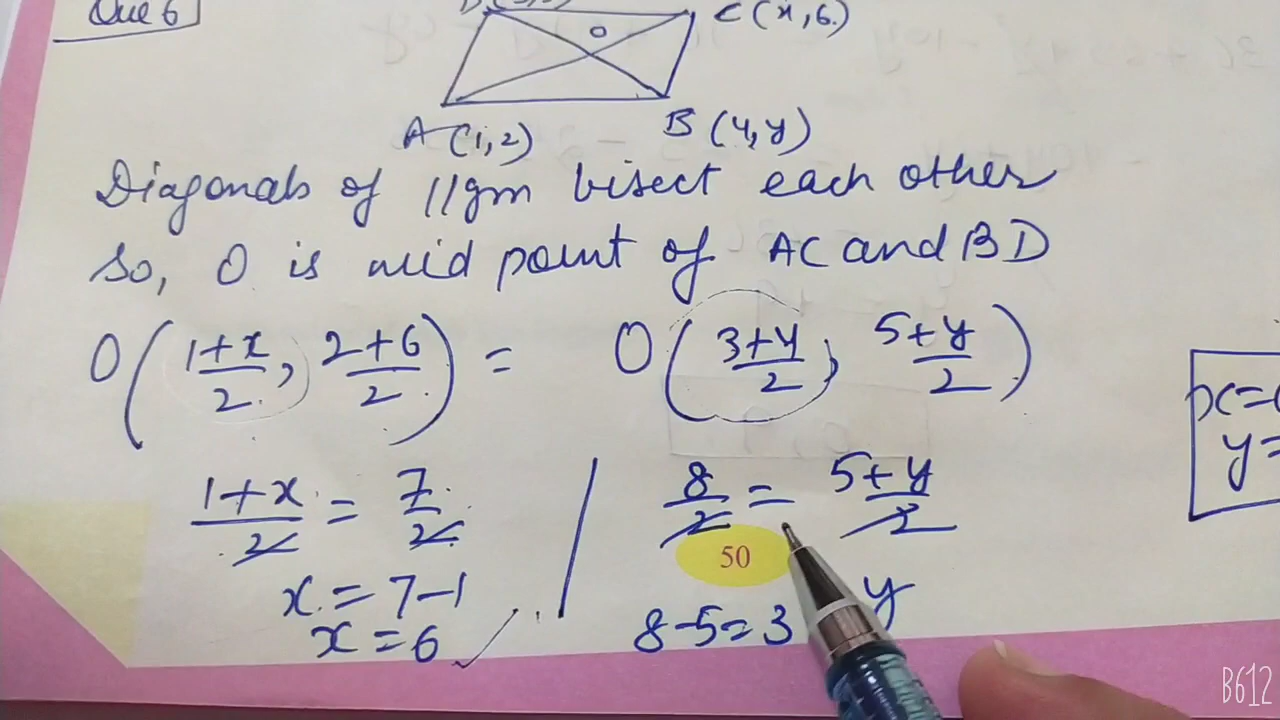 Que 6
C (x, 6)
A (1, 2)
B (4, y)
Diagonals of ||gm bisect each other
So, O is mid point of AC and BD
O ( 1+x/2 , 2+6/2 ) = O ( 3+4/2 , 5+y/2 )
1+x/2 = 7/2
8/2 = 5+y/2
50
x = 7-1
x = 6 ✓
8-5=3
y
x=
y=
B612